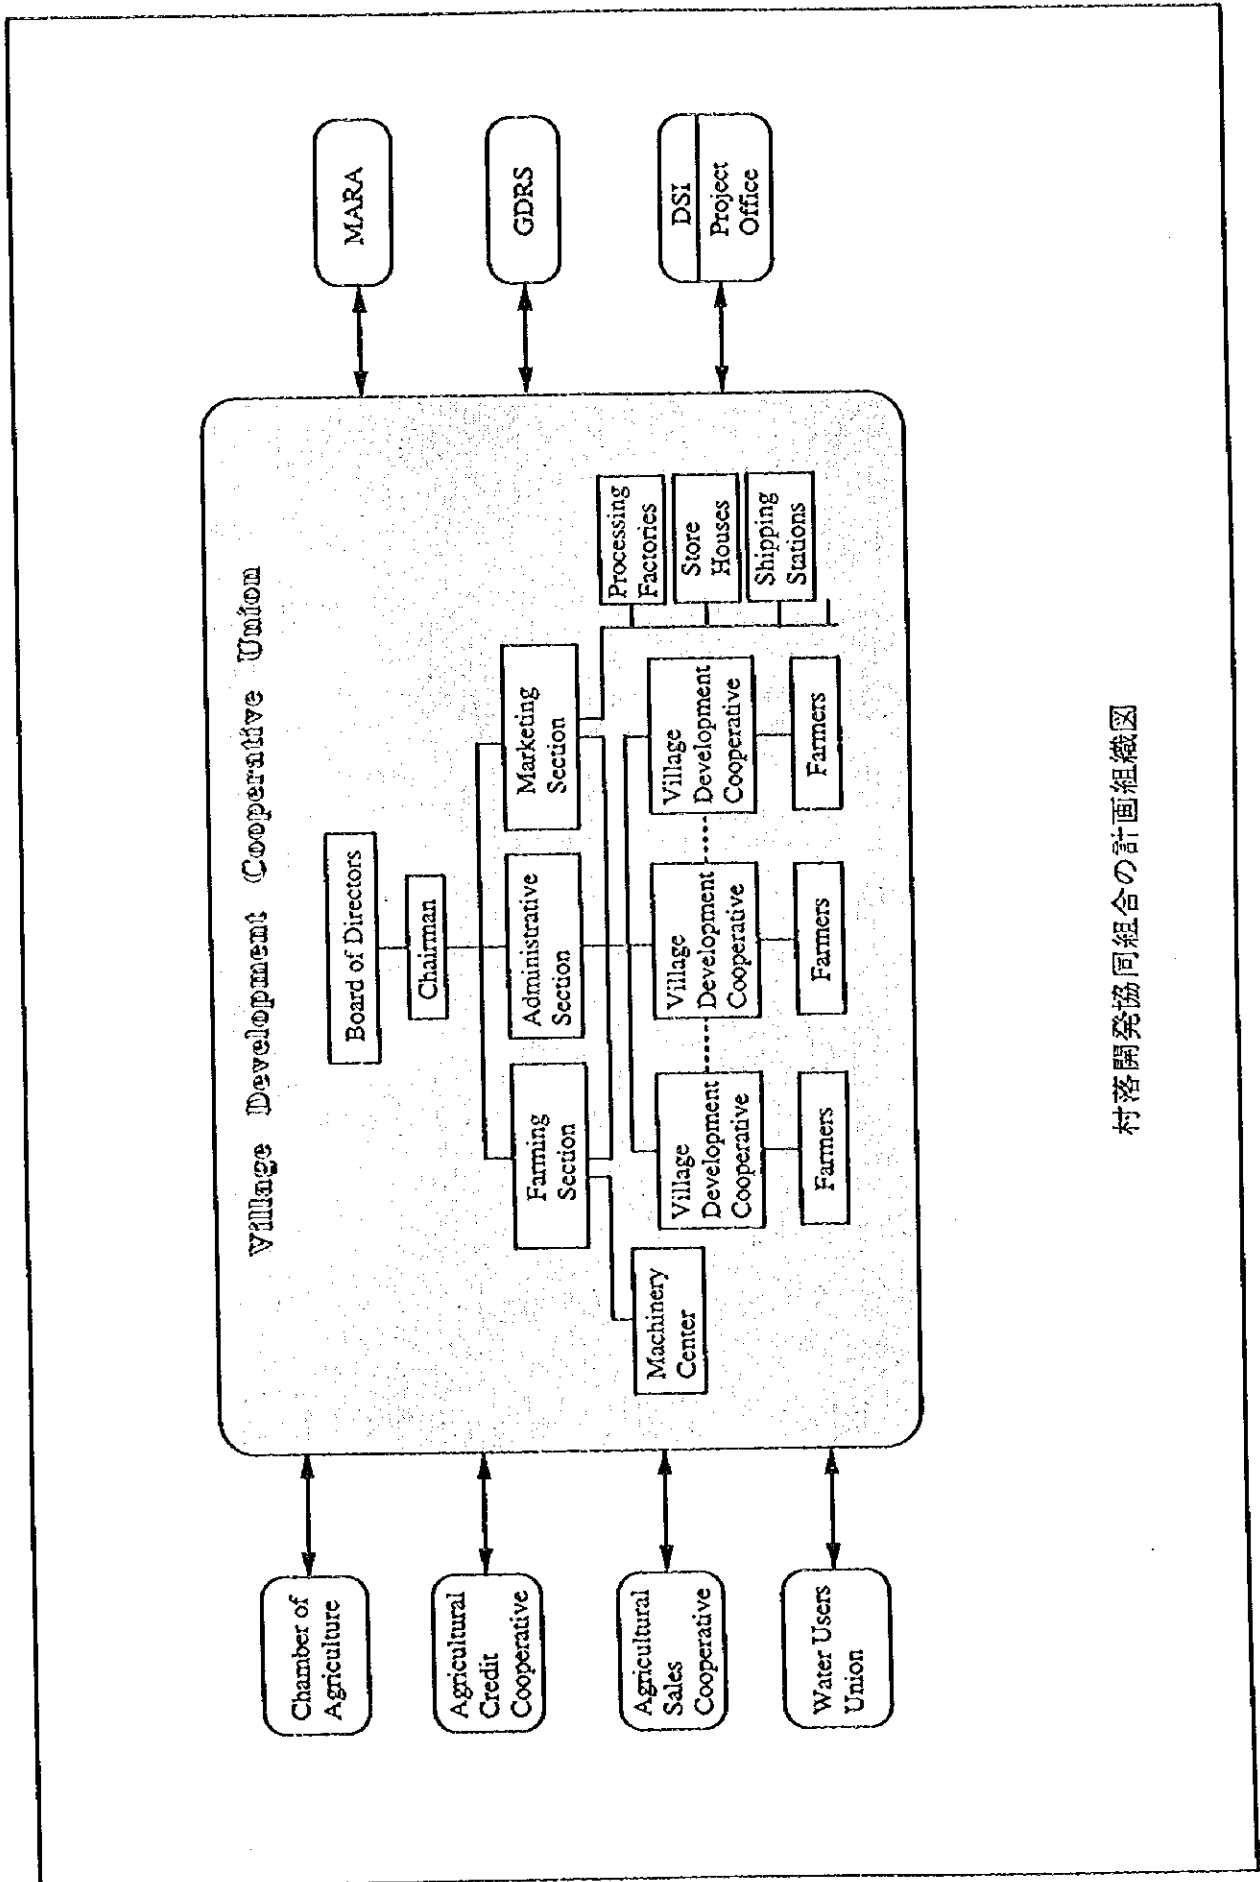 Village Development Cooperative Union
Board of Directors
Chairman
Farming
Section
Administrative
Section
Marketing
Section
Machinery
Center
Village
Development
Cooperative
Village
Development
Cooperative
Village
Development
Cooperative
Farmers
Farmers
Farmers
Processing
Factories
Store
Houses
Shipping
Stations
Chamber of
Agriculture
Agricultural
Credit
Cooperative
Agricultural
Sales
Cooperative
Water Users
Union
MARA
GDRS
DSI
Project
Office
村落開発協同組合の計画組織図